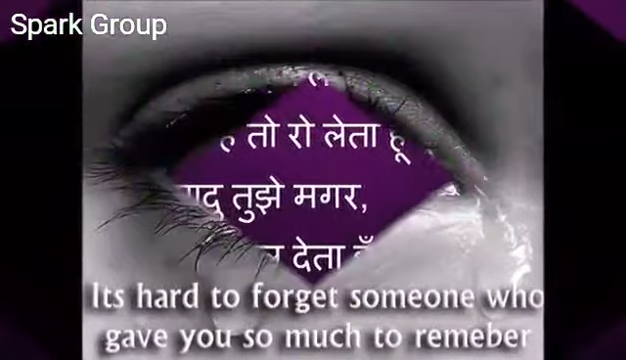 Spark Group
तो रो लेता हूँ
तुझे मगर,
देता
Its hard to forget someone who
gave you so much to remeber